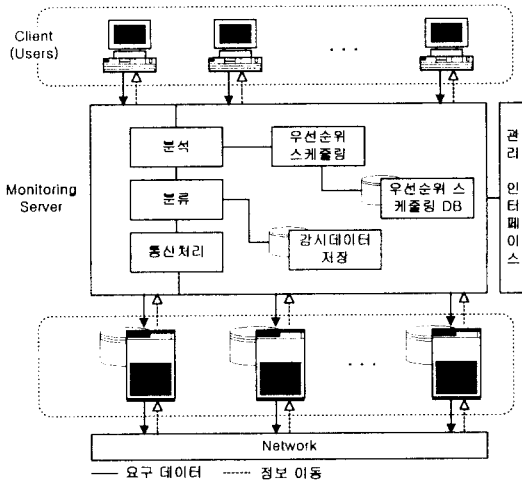 Client
(Users)
. . .
Monitoring
Server
분석
우선순위
스케줄링
분류
우선순위 스
케줄링 DB
감시데이터
저장
통신처리
관리 인터페이스
. . .
Network
요구 데이터
정보 이동